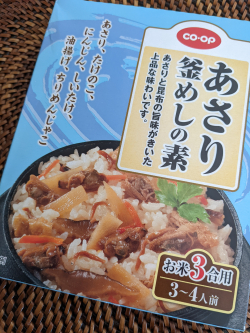 co·op
あさり
釜めしの素
あさりと昆布の旨味がきいた
上品な味わいです。
あさり、たけのこ、
にんじん、しいたけ、
油揚げ、ちりめんじゃこ
お米3合用
3〜4人前